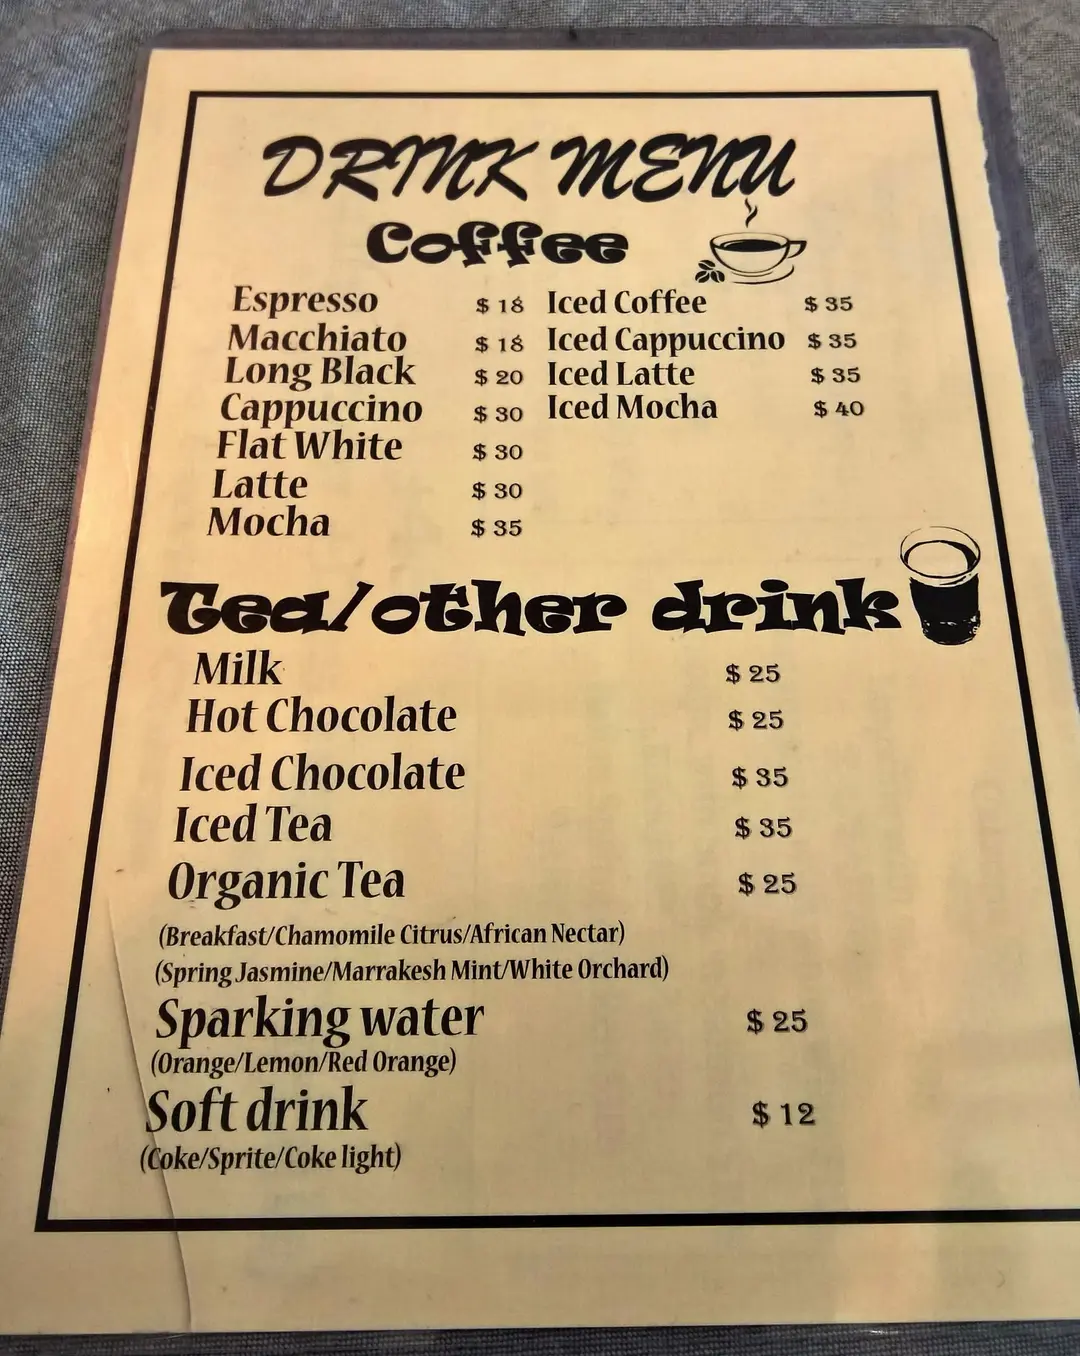 DRINK MENU
Coffee
Espresso $ 18 Iced Coffee $ 35
Macchiato $ 18 Iced Cappuccino $ 35
Long Black $ 20 Iced Latte $ 35
Cappuccino $ 30 Iced Mocha $ 40
Flat White $ 30
Latte $ 30
Mocha $ 35
Tea/other drink
Milk $ 25
Hot Chocolate $ 25
Iced Chocolate $ 35
Iced Tea $ 35
Organic Tea $ 25
(Breakfast/Chamomile Citrus/African Nectar)
(Spring Jasmine/Marrakesh Mint/White Orchard)
Sparking water $ 25
(Orange/Lemon/Red Orange)
Soft drink $ 12
(Coke/Sprite/Coke light)